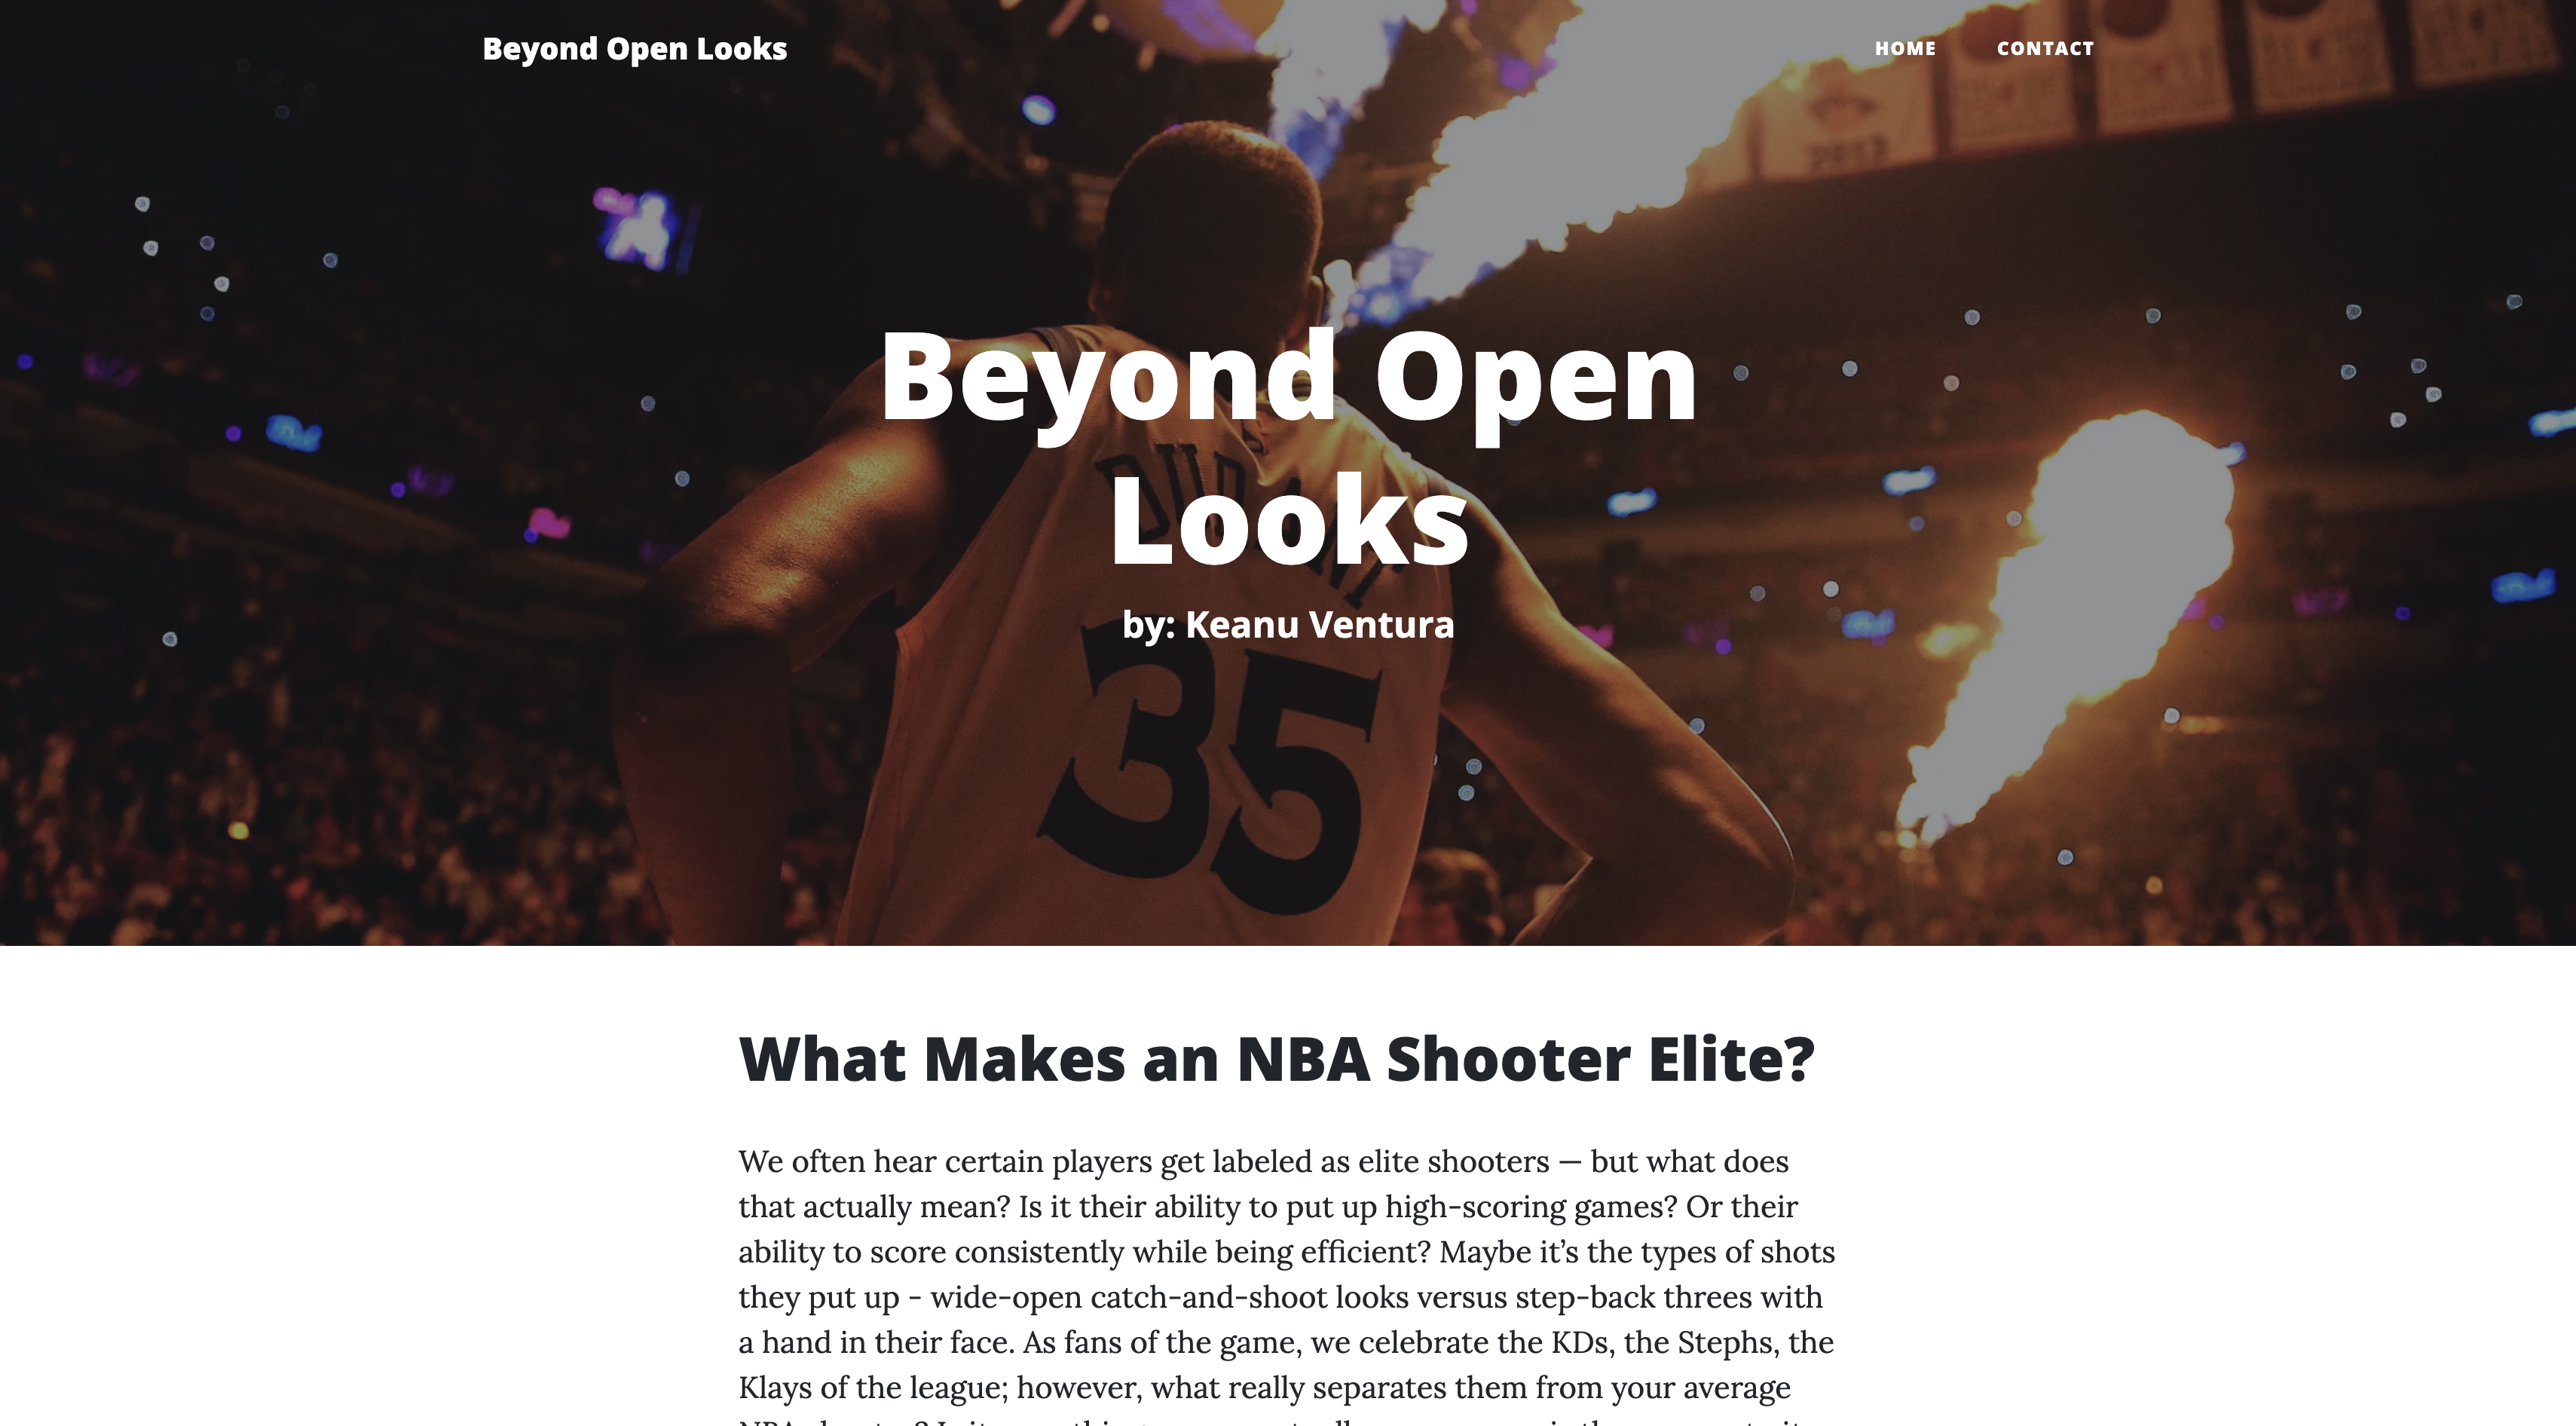 Beyond Open Looks
HOME CONTACT
Beyond Open
Looks
by: Keanu Ventura
DURANT
35
What Makes an NBA Shooter Elite?
We often hear certain players get labeled as elite shooters — but what does
that actually mean? Is it their ability to put up high-scoring games? Or their
ability to score consistently while being efficient? Maybe it’s the types of shots
they put up - wide-open catch-and-shoot looks versus step-back threes with
a hand in their face. As fans of the game, we celebrate the KDs, the Stephs, the
Klays of the league; however, what really separates them from your average